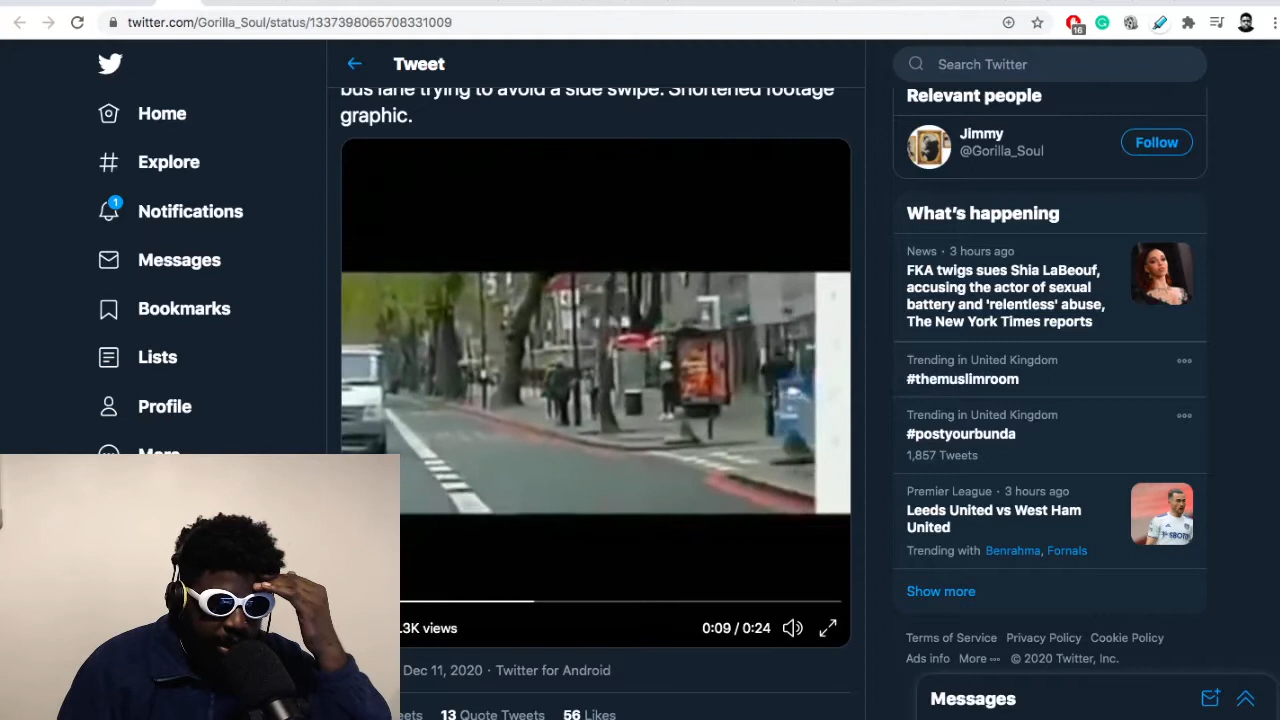 twitter.com/Gorilla_Soul/status/1337398065708331009
16
Home
Explore
1
Notifications
Messages
Bookmarks
Lists
Profile
More
Tweet
bus lane trying to avoid a side swipe. Shortened footage
graphic.
.3K views
0:09 / 0:24
Dec 11, 2020 · Twitter for Android
13 Quote Tweets 56 Likes
Search Twitter
Relevant people
Jimmy
@Gorilla_Soul
Follow
What's happening
News · 3 hours ago
FKA twigs sues Shia LaBeouf,
accusing the actor of sexual
battery and 'relentless' abuse,
The New York Times reports
Trending in United Kingdom
#themuslimroom
Trending in United Kingdom
#postyourbunda
1,857 Tweets
Premier League · 3 hours ago
Leeds United vs West Ham
United
Trending with Benrahma, Fornals
Show more
Terms of Service Privacy Policy Cookie Policy
Ads info More © 2020 Twitter, Inc.
Messages